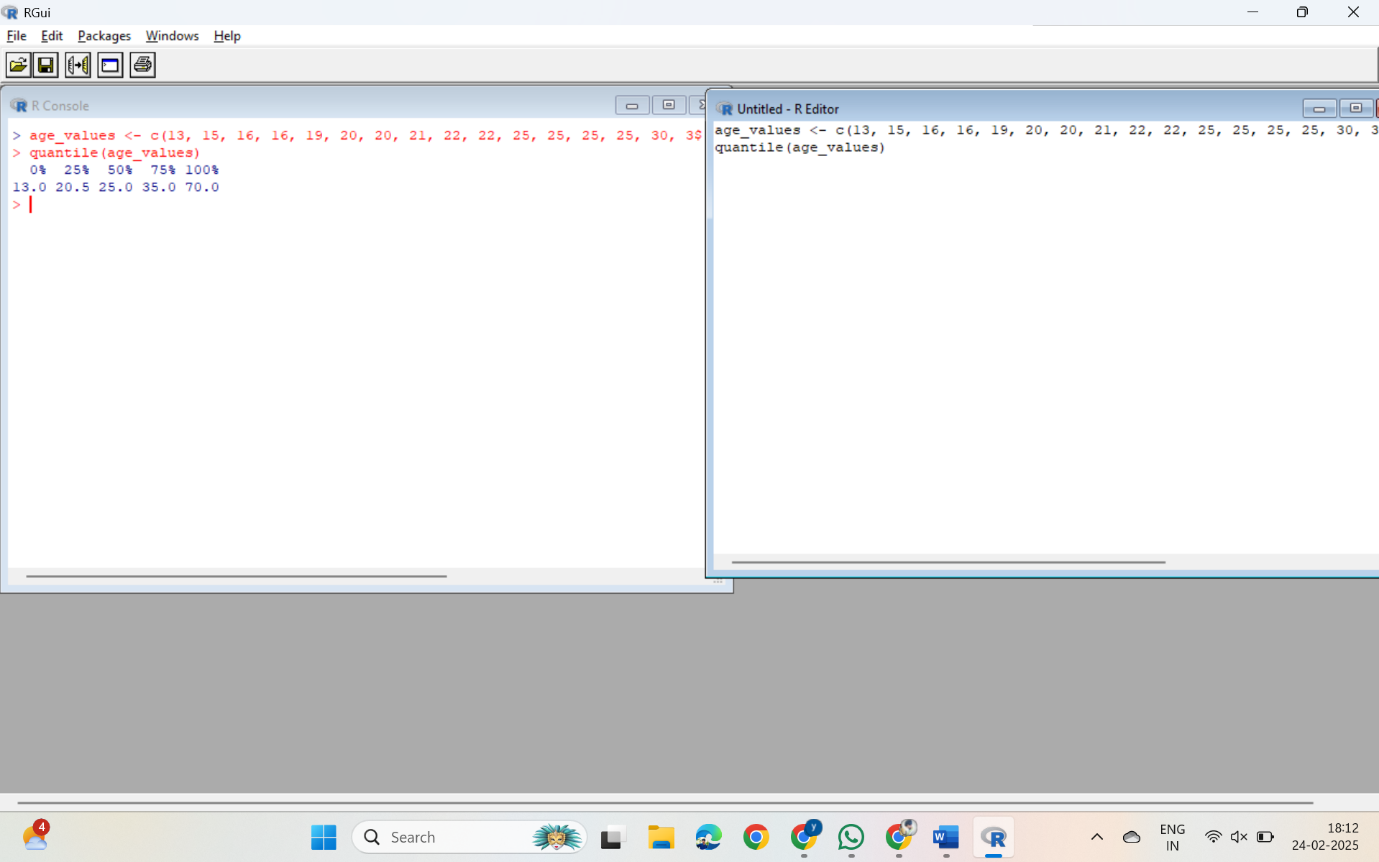 RGui
File Edit Packages Windows Help
R Console
> age_values <- c(13, 15, 16, 16, 19, 20, 20, 21, 22, 22, 25, 25, 25, 25, 30, 3$
> quantile(age_values)
0% 25% 50% 75% 100%
13.0 20.5 25.0 35.0 70.0
>
Untitled - R Editor
age_values <- c(13, 15, 16, 16, 19, 20, 20, 21, 22, 22, 25, 25, 25, 25, 30, 3
quantile(age_values)
4
Search
y
W
R
ENG
IN
18:12
24-02-2025